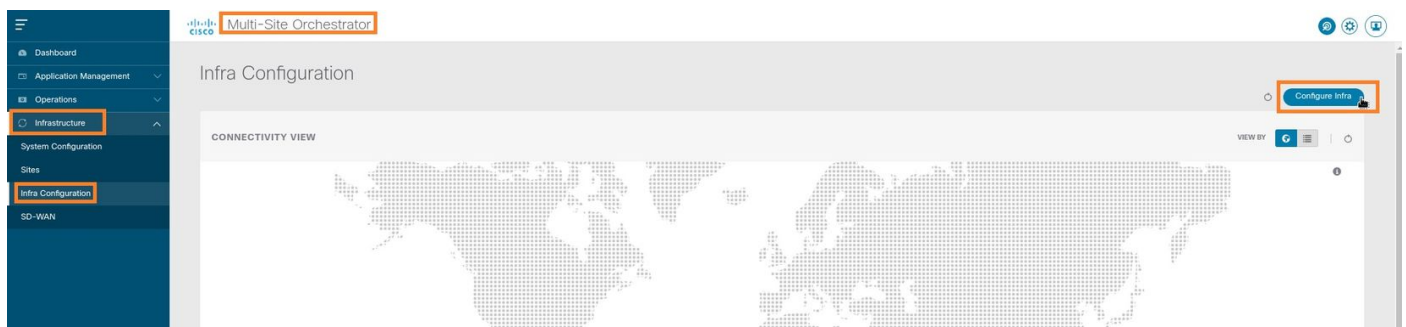 CISCO
Multi-Site Orchestrator
Dashboard
Application Management
Operations
Infrastructure
System Configuration
Sites
Infra Configuration
SD-WAN
Infra Configuration
Configure Infra
CONNECTIVITY VIEW
VIEW BY